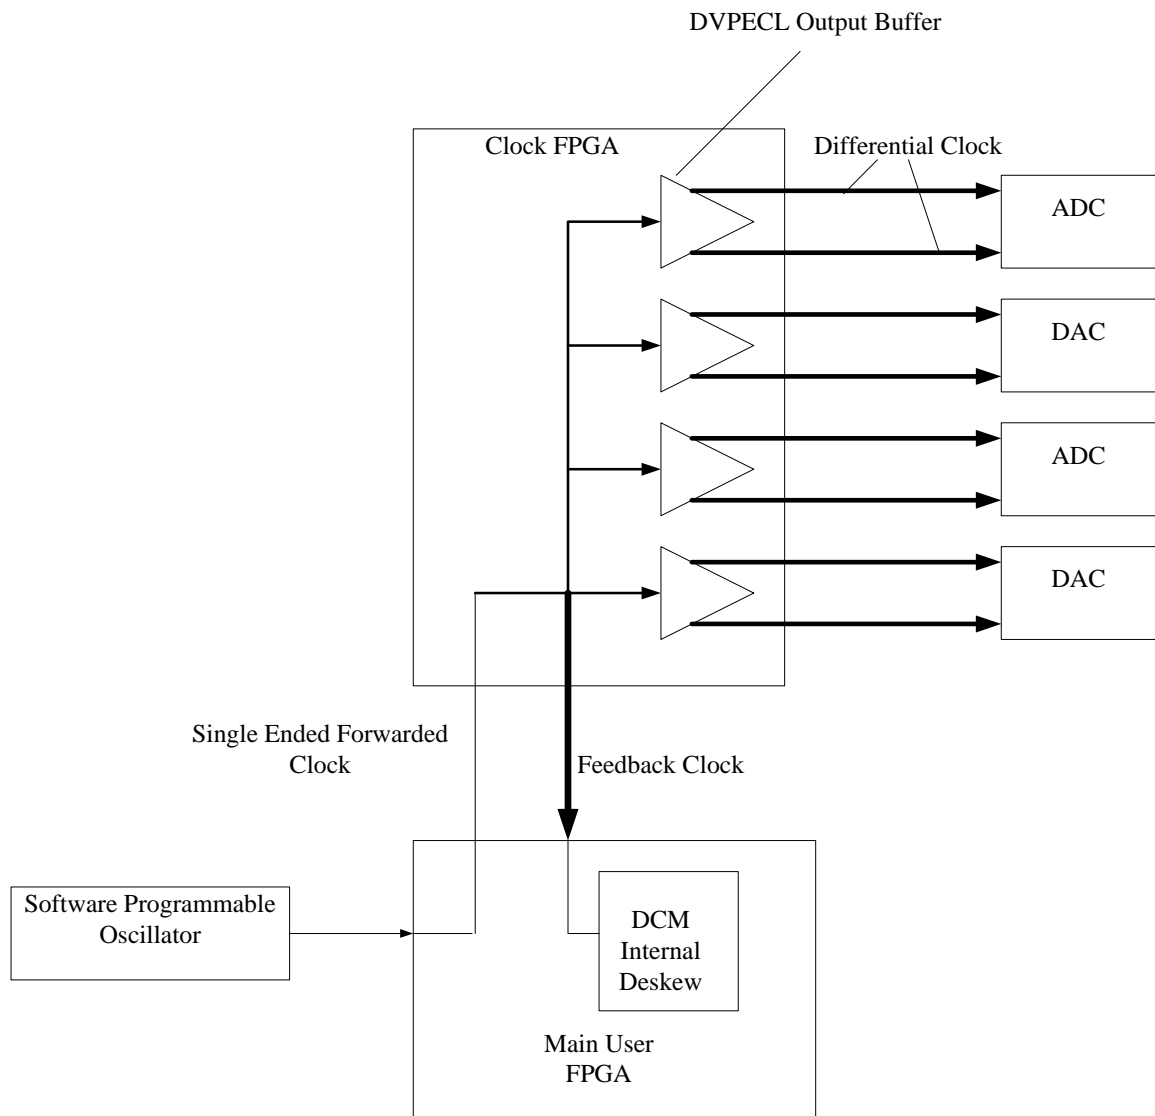 DVPECL Output Buffer
Clock FPGA
Differential Clock
ADC
DAC
ADC
DAC
Single Ended Forwarded
Clock
Feedback Clock
Software Programmable
Oscillator
DCM
Internal
Deskew
Main User
FPGA